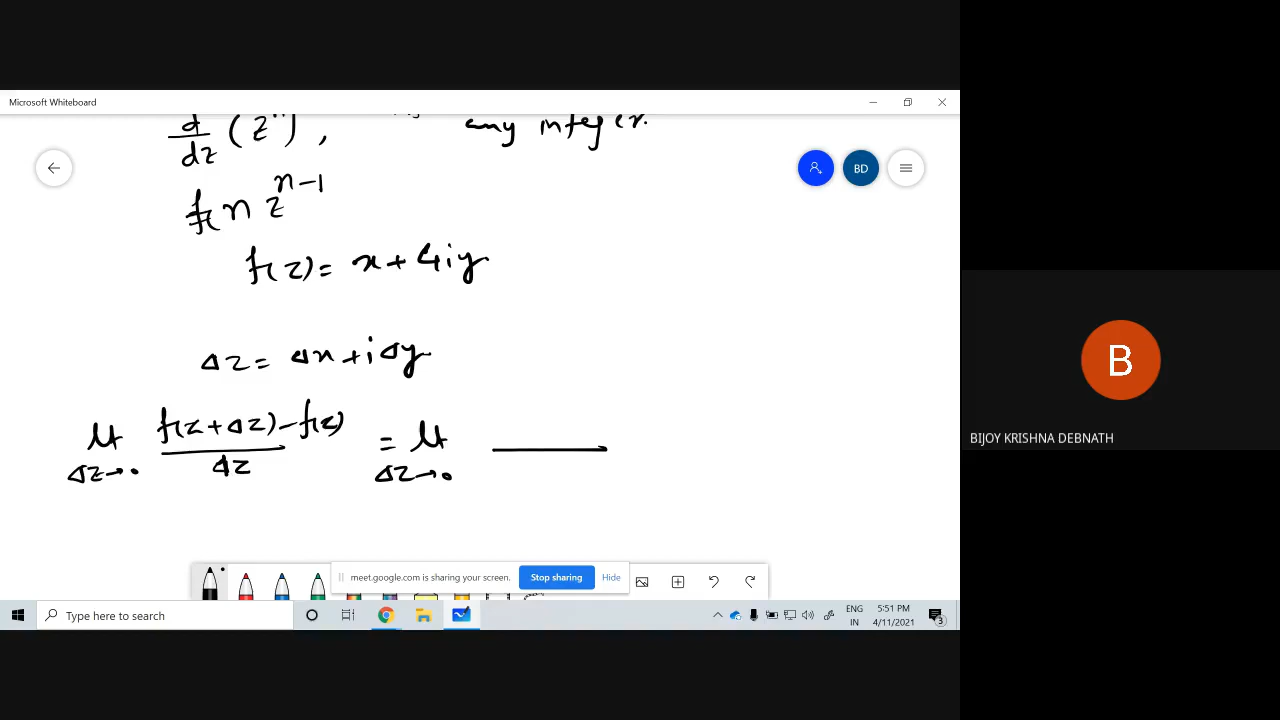 Microsoft Whiteboard
d/dz (zⁿ), any integer.
f( n z^(n-1)
f(z) = x + 4iy
BD
Δz = Δx + iΔy
lt Δz→0 (f(z+Δz) - f(z))/Δz = lt Δz→0
B
BIJOY KRISHNA DEBNATH
meet.google.com is sharing your screen. Stop sharing Hide
Type here to search
ENG IN
5:51 PM
4/11/2021
3